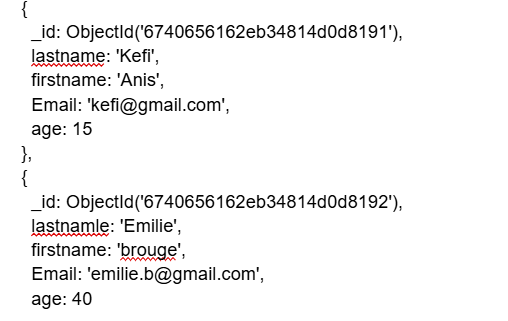 {
_id: ObjectId('6740656162eb34814d0d8191'),
lastname: 'Kefi',
firstname: 'Anis',
Email: 'kefi@gmail.com',
age: 15
},
{
_id: ObjectId('6740656162eb34814d0d8192'),
lastnamle: 'Emilie',
firstname: 'brouge',
Email: 'emilie.b@gmail.com',
age: 40